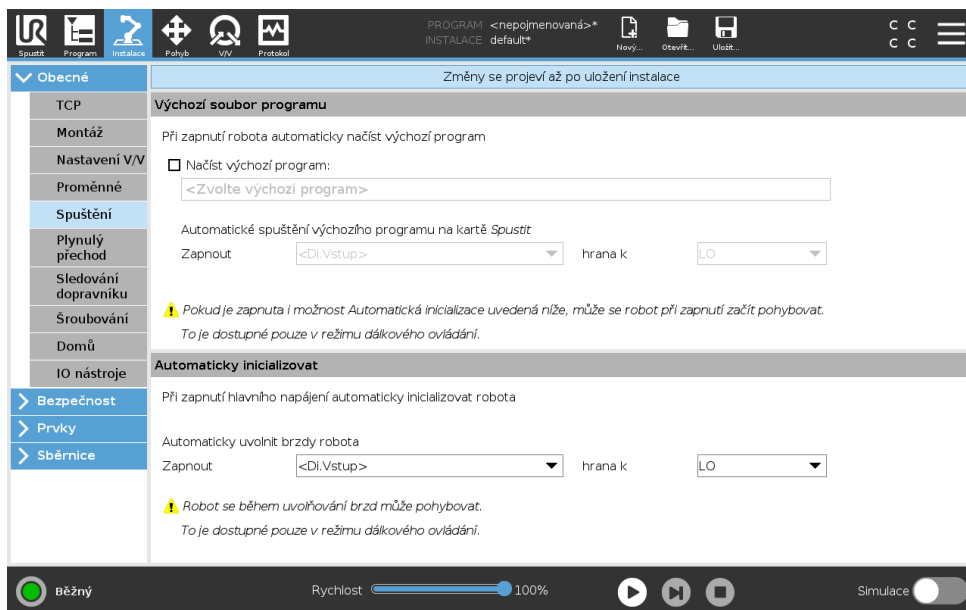 UR
PROGRAM <nepojmenovaná>*
INSTALACE default*
Spustit Program Instalace Pohyb V/V Protokol Nový... Otevřít... Uložit...
C C
C C
Obecné
Změny se projeví až po uložení instalace
TCP
Montáž
Nastavení V/V
Proměnné
Spuštění
Plynulý
přechod
Sledování
dopravníku
Šroubování
Domů
IO nástroje
Bezpečnost
Prvky
Sběrnice
Výchozí soubor programu
Při zapnutí robota automaticky načíst výchozí program
Načíst výchozí program:
<Zvolte výchozí program>
Automatické spuštění výchozího programu na kartě Spustit
Zapnout <Di.Vstup> hrana k LO
Pokud je zapnuta i možnost Automatická inicializace uvedená níže, může se robot při zapnutí začít pohybovat.
To je dostupné pouze v režimu dálkového ovládání.
Automaticky inicializovat
Při zapnutí hlavního napájení automaticky inicializovat robota
Automaticky uvolnit brzdy robota
Zapnout <Di.Vstup> hrana k LO
Robot se během uvolňování brzd může pohybovat.
To je dostupné pouze v režimu dálkového ovládání.
Běžný Rychlost 100% Simulace